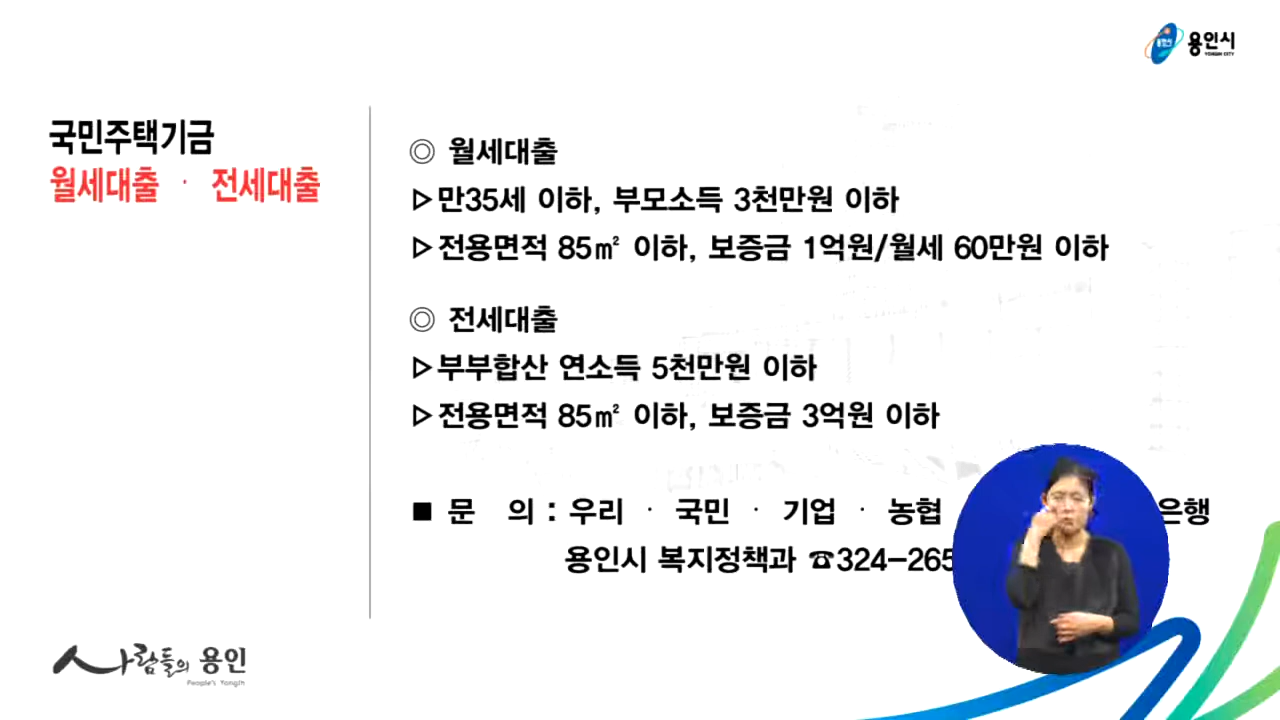 용인시
YONGIN CITY
국민주택기금
월세대출 · 전세대출
◎ 월세대출
▷만35세 이하, 부모소득 3천만원 이하
▷전용면적 85㎡ 이하, 보증금 1억원/월세 60만원 이하
◎ 전세대출
▷부부합산 연소득 5천만원 이하
▷전용면적 85㎡ 이하, 보증금 3억원 이하
■ 문 의 : 우리 · 국민 · 기업 · 농협 은행
용인시 복지정책과 ☎324-265
사람들의 용인
People's Yongin